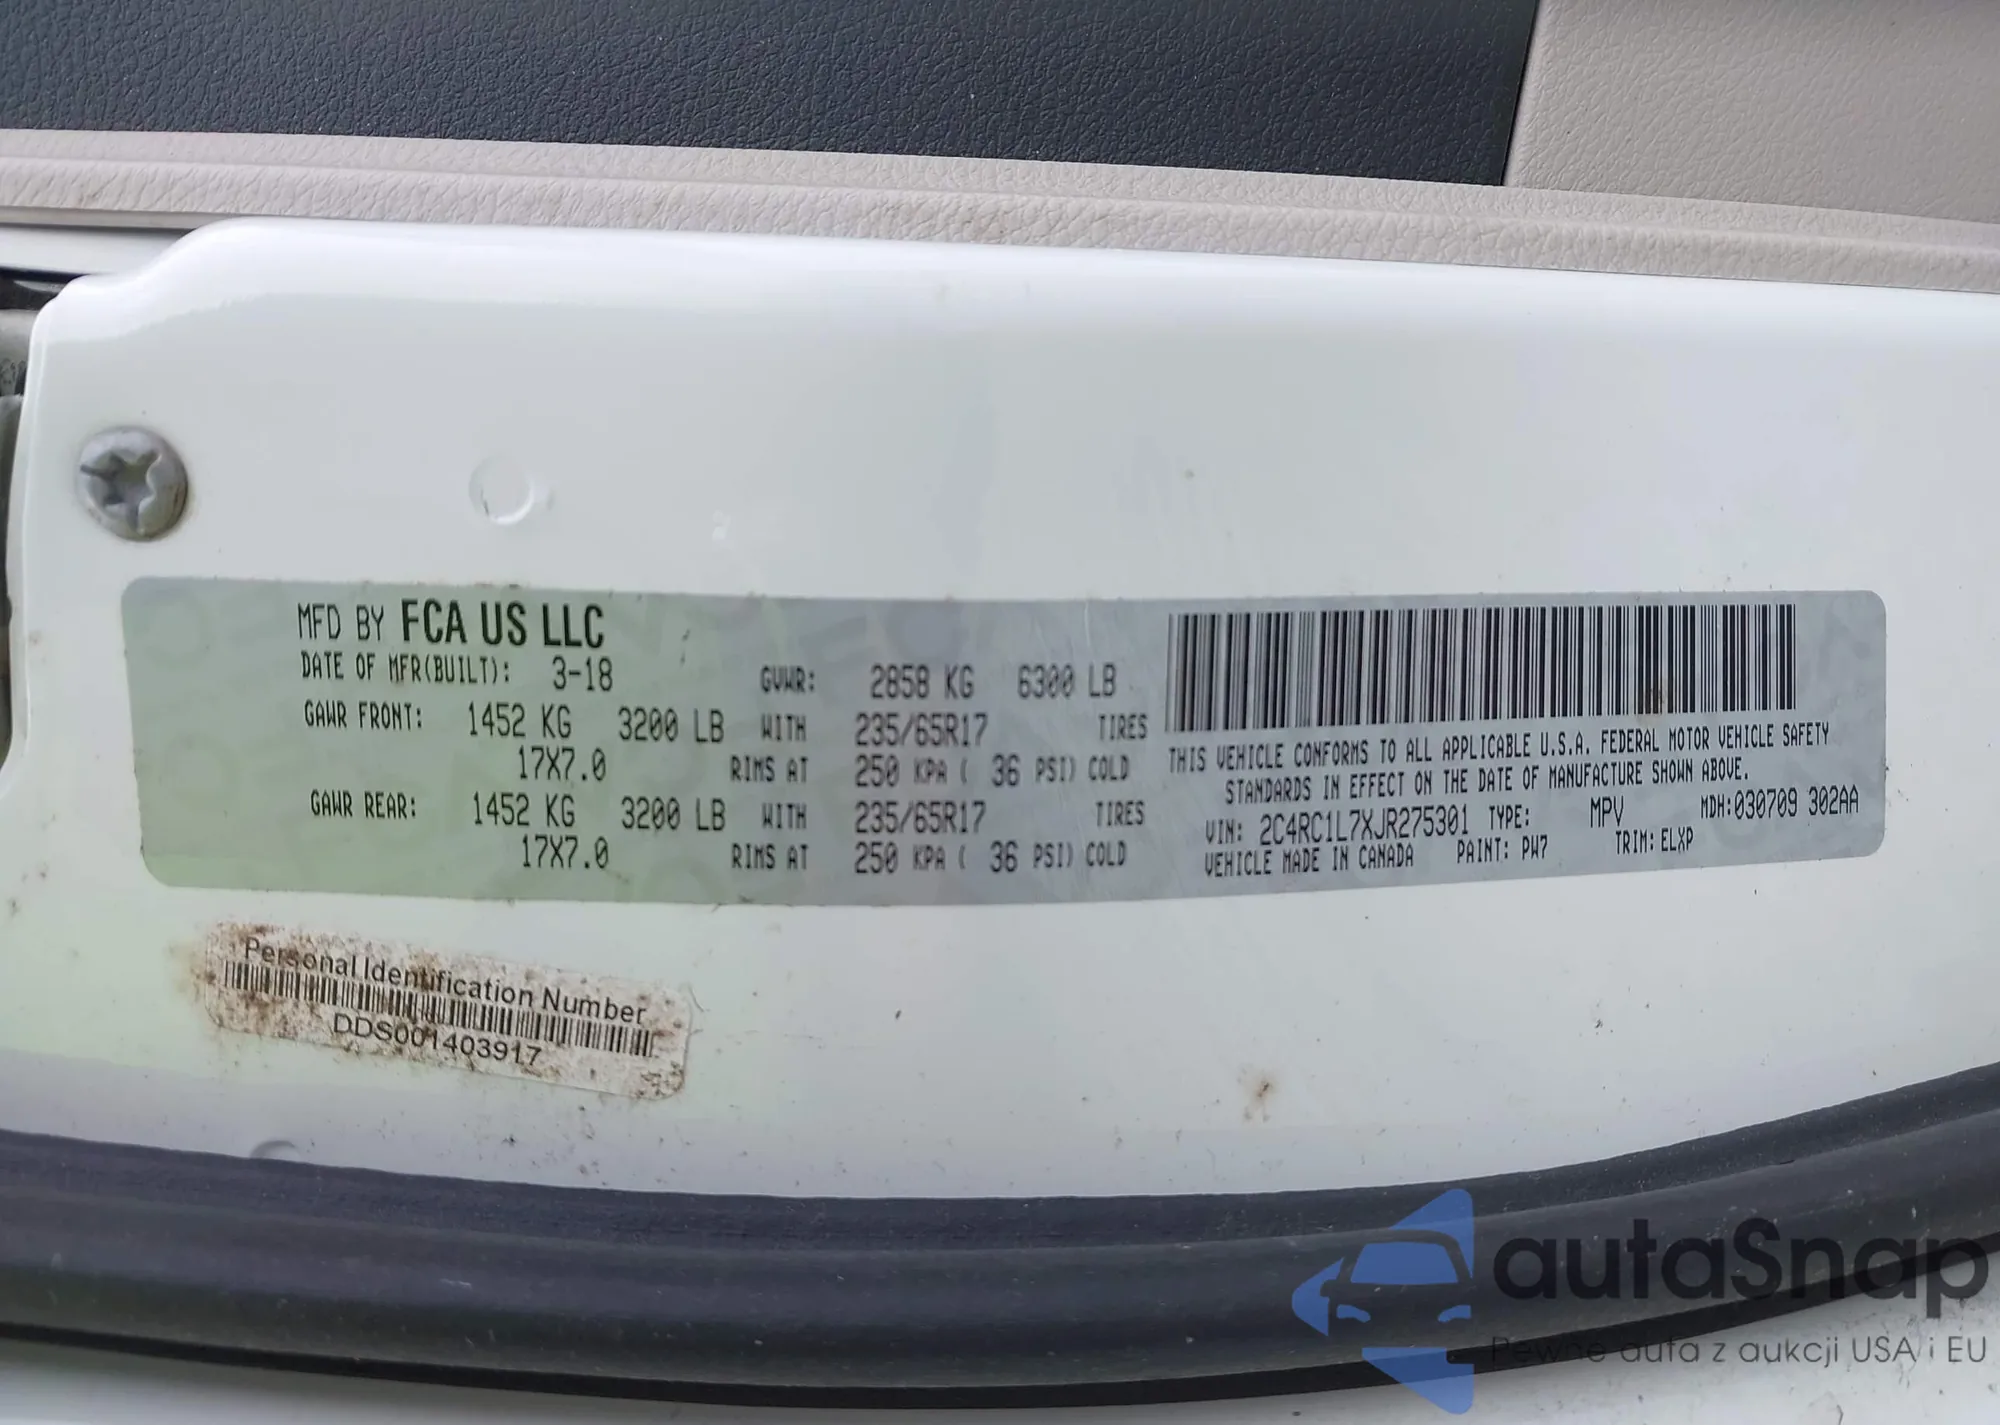 MFD BY FCA US LLC
DATE OF MFR(BUILT): 3-18 GVWR: 2858 KG 6300 LB
GAWR FRONT: 1452 KG 3200 LB WITH 235/65R17 TIRES
17X7.0 RIMS AT 250 KPA ( 36 PSI) COLD
GAWR REAR: 1452 KG 3200 LB WITH 235/65R17 TIRES
17X7.0 RIMS AT 250 KPA ( 36 PSI) COLD
THIS VEHICLE CONFORMS TO ALL APPLICABLE U.S.A. FEDERAL MOTOR VEHICLE SAFETY
STANDARDS IN EFFECT ON THE DATE OF MANUFACTURE SHOWN ABOVE.
VIN: 2C4RC1L7XJR275301 TYPE: MPV MDH:030709 302AA
VEHICLE MADE IN CANADA PAINT: PW7 TRIM: ELXP
Personal Identification Number
DDS001403917
autaSnap
Pewne auta z aukcji USA i EU